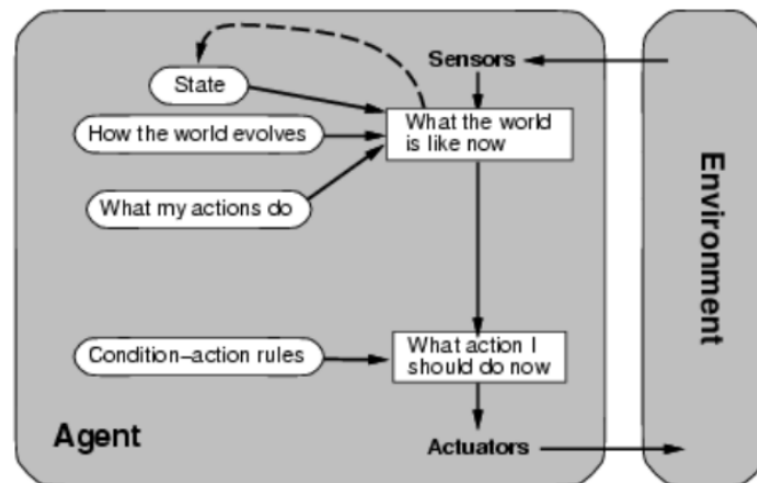 Sensors
State
What the world
is like now
How the world evolves
What my actions do
Environment
Condition–action rules
What action I
should do now
Agent
Actuators